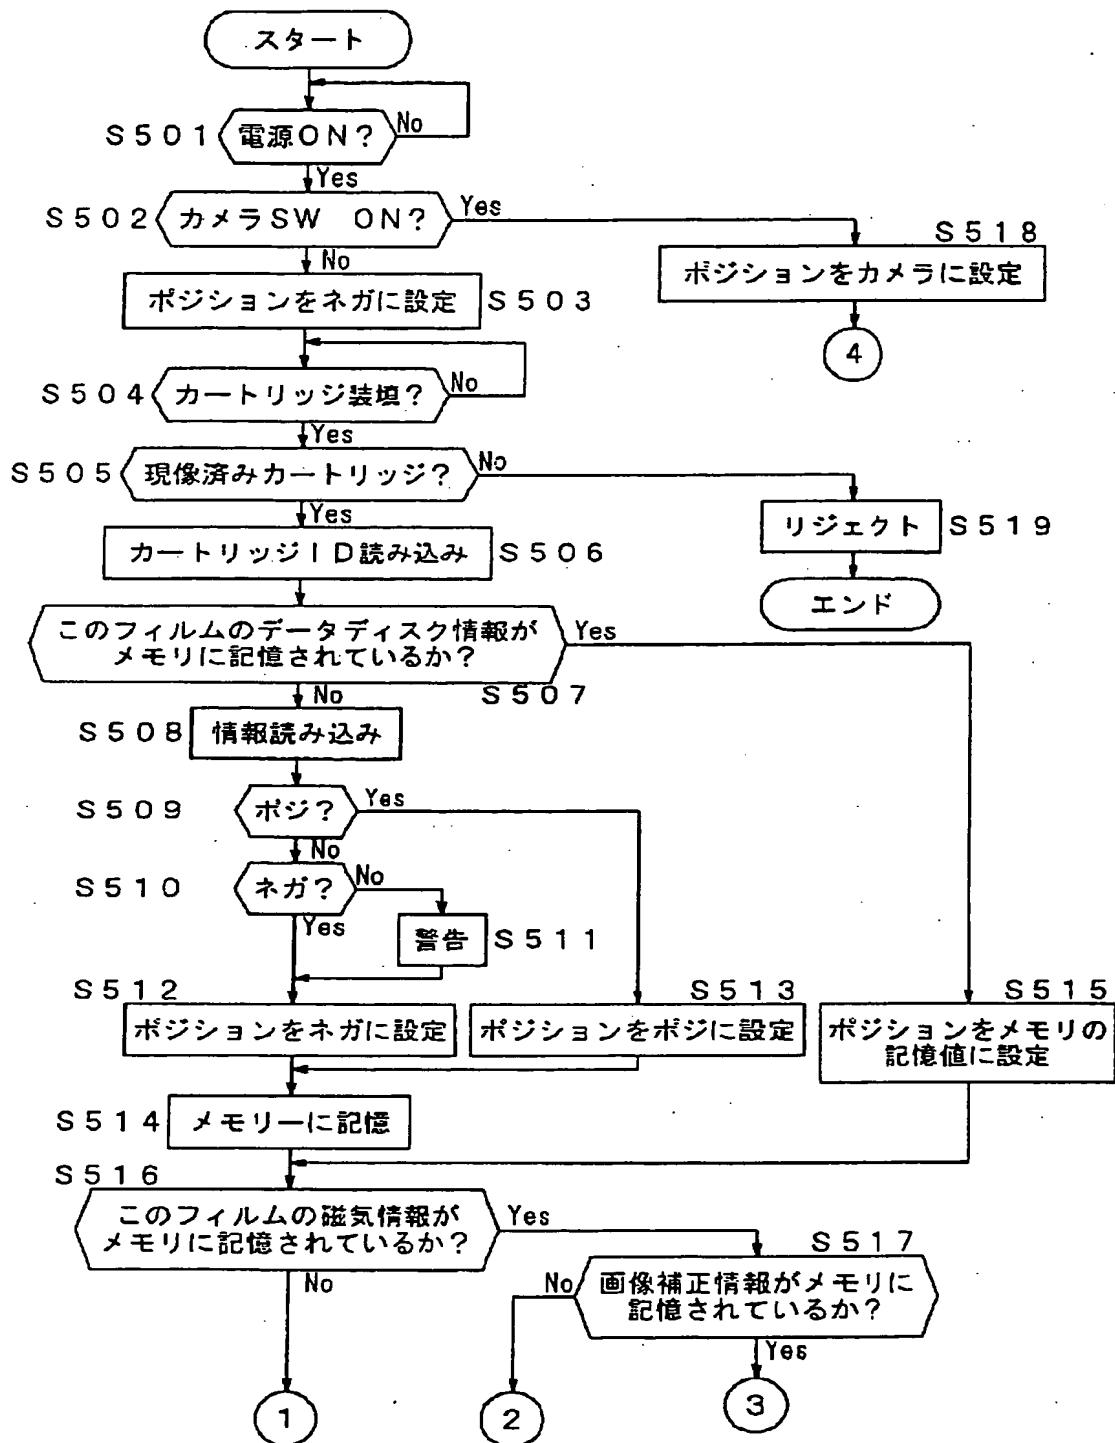 スタート
S501
電源ON?
No
Yes
S502
カメラSW ON?
Yes
No
S518
ポジションをカメラに設定
4
ポジションをネガに設定
S503
S504
カートリッジ装填?
No
Yes
S505
現像済みカートリッジ?
No
Yes
リジェクト
S519
エンド
カートリッジID読み込み
S506
このフィルムのデータディスク情報が
メモリに記憶されているか?
Yes
No
S507
S508
情報読み込み
S509
ポジ?
Yes
No
S510
ネガ?
No
Yes
警告
S511
S512
ポジションをネガに設定
S513
ポジションをポジに設定
S515
ポジションをメモリの
記憶値に設定
S514
メモリーに記憶
S516
このフィルムの磁気情報が
メモリに記憶されているか?
Yes
No
S517
画像補正情報がメモリに
記憶されているか?
No
Yes
1
2
3